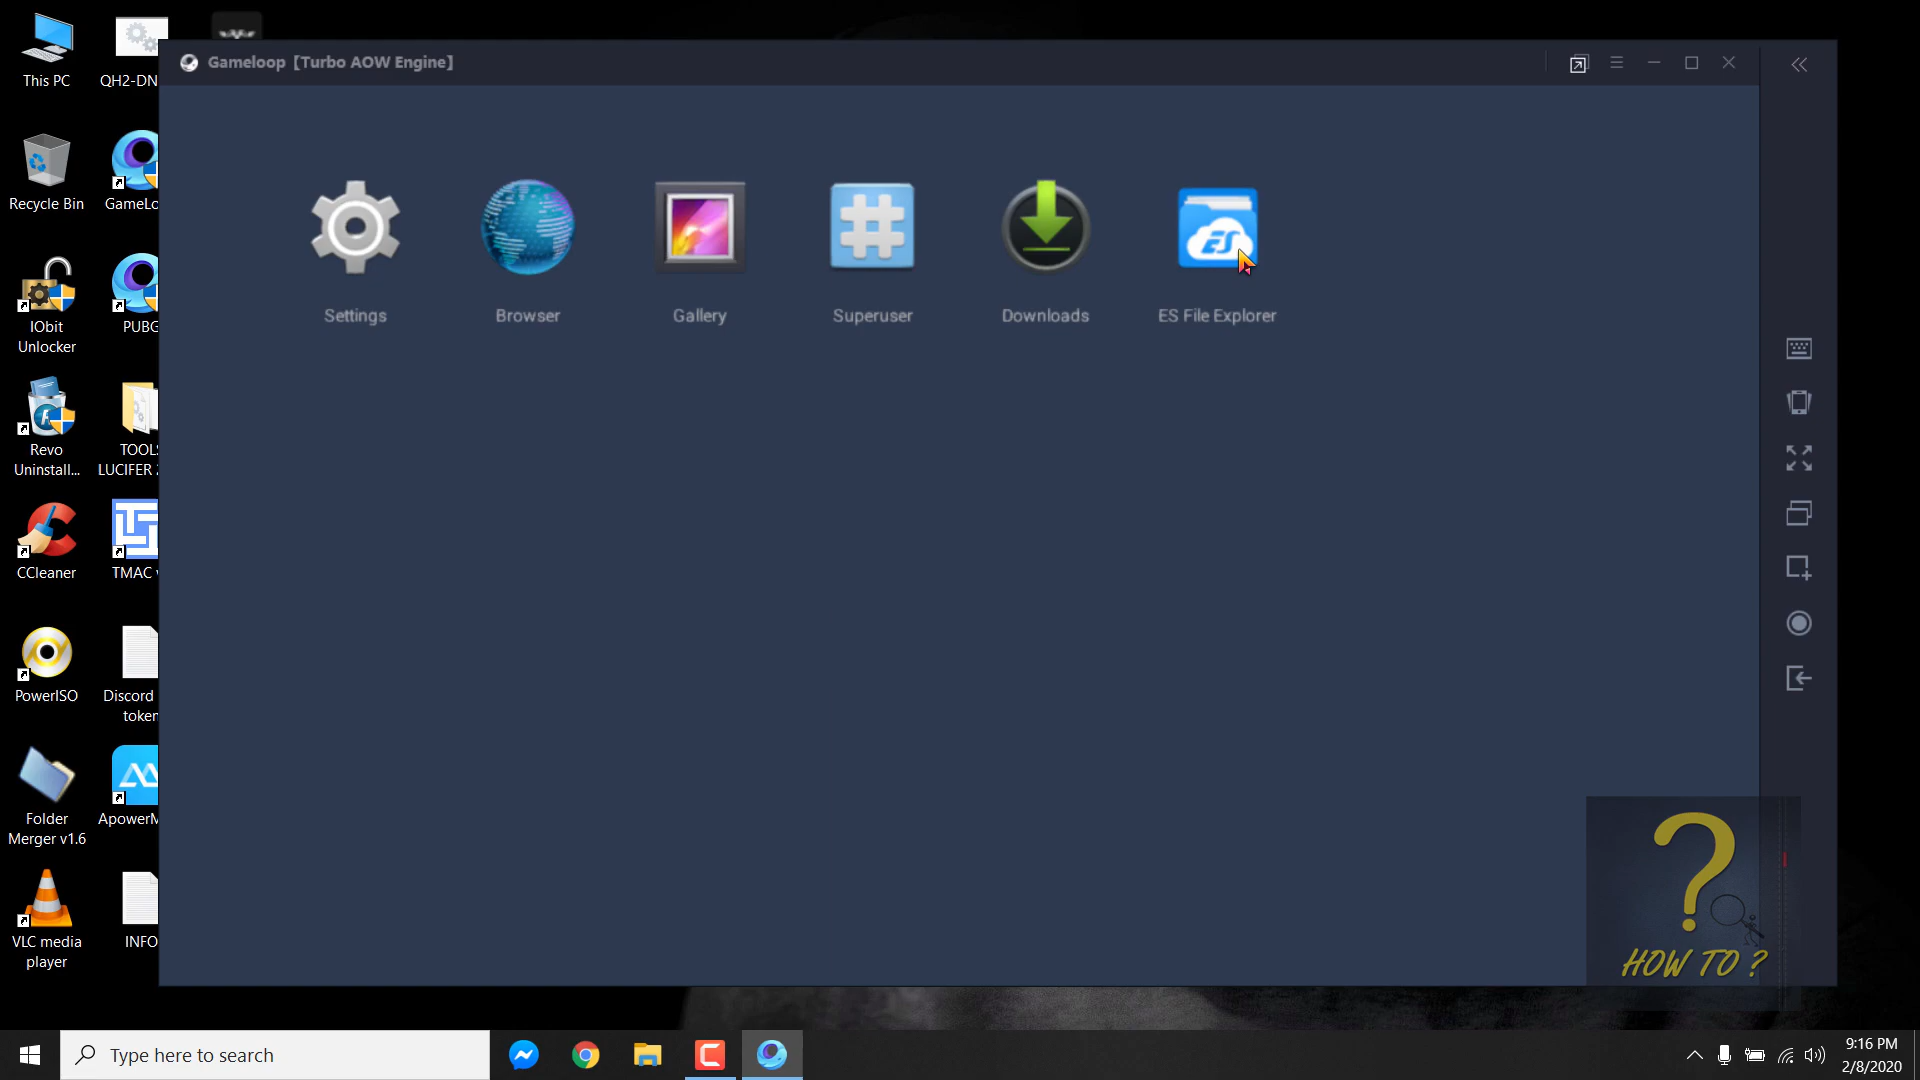 This PC
QH2-DN
Gameloop【Turbo AOW Engine】
Recycle Bin
GameLo
IObit
Unlocker
PUBG
Revo
Uninstall...
TOOLS
LUCIFER
CCleaner
TMAC
PowerISO
Discord
token
Folder
Merger v1.6
ApowerM
VLC media
player
INFO
Settings
Browser
Gallery
Superuser
Downloads
ES File Explorer
ES
HOW TO ?
Type here to search
9:16 PM
2/8/2020